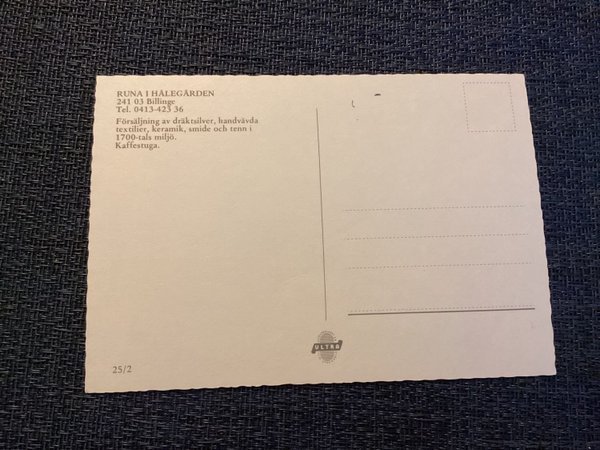 RUNA I HÅLEGÅRDEN
241 03 Billinge
Tel. 0413-423 36
Försäljning av dräktsilver, handvävda
textilier, keramik, smide och tenn i
1700-tals miljö.
Kaffestuga.
ULTRA
25/2